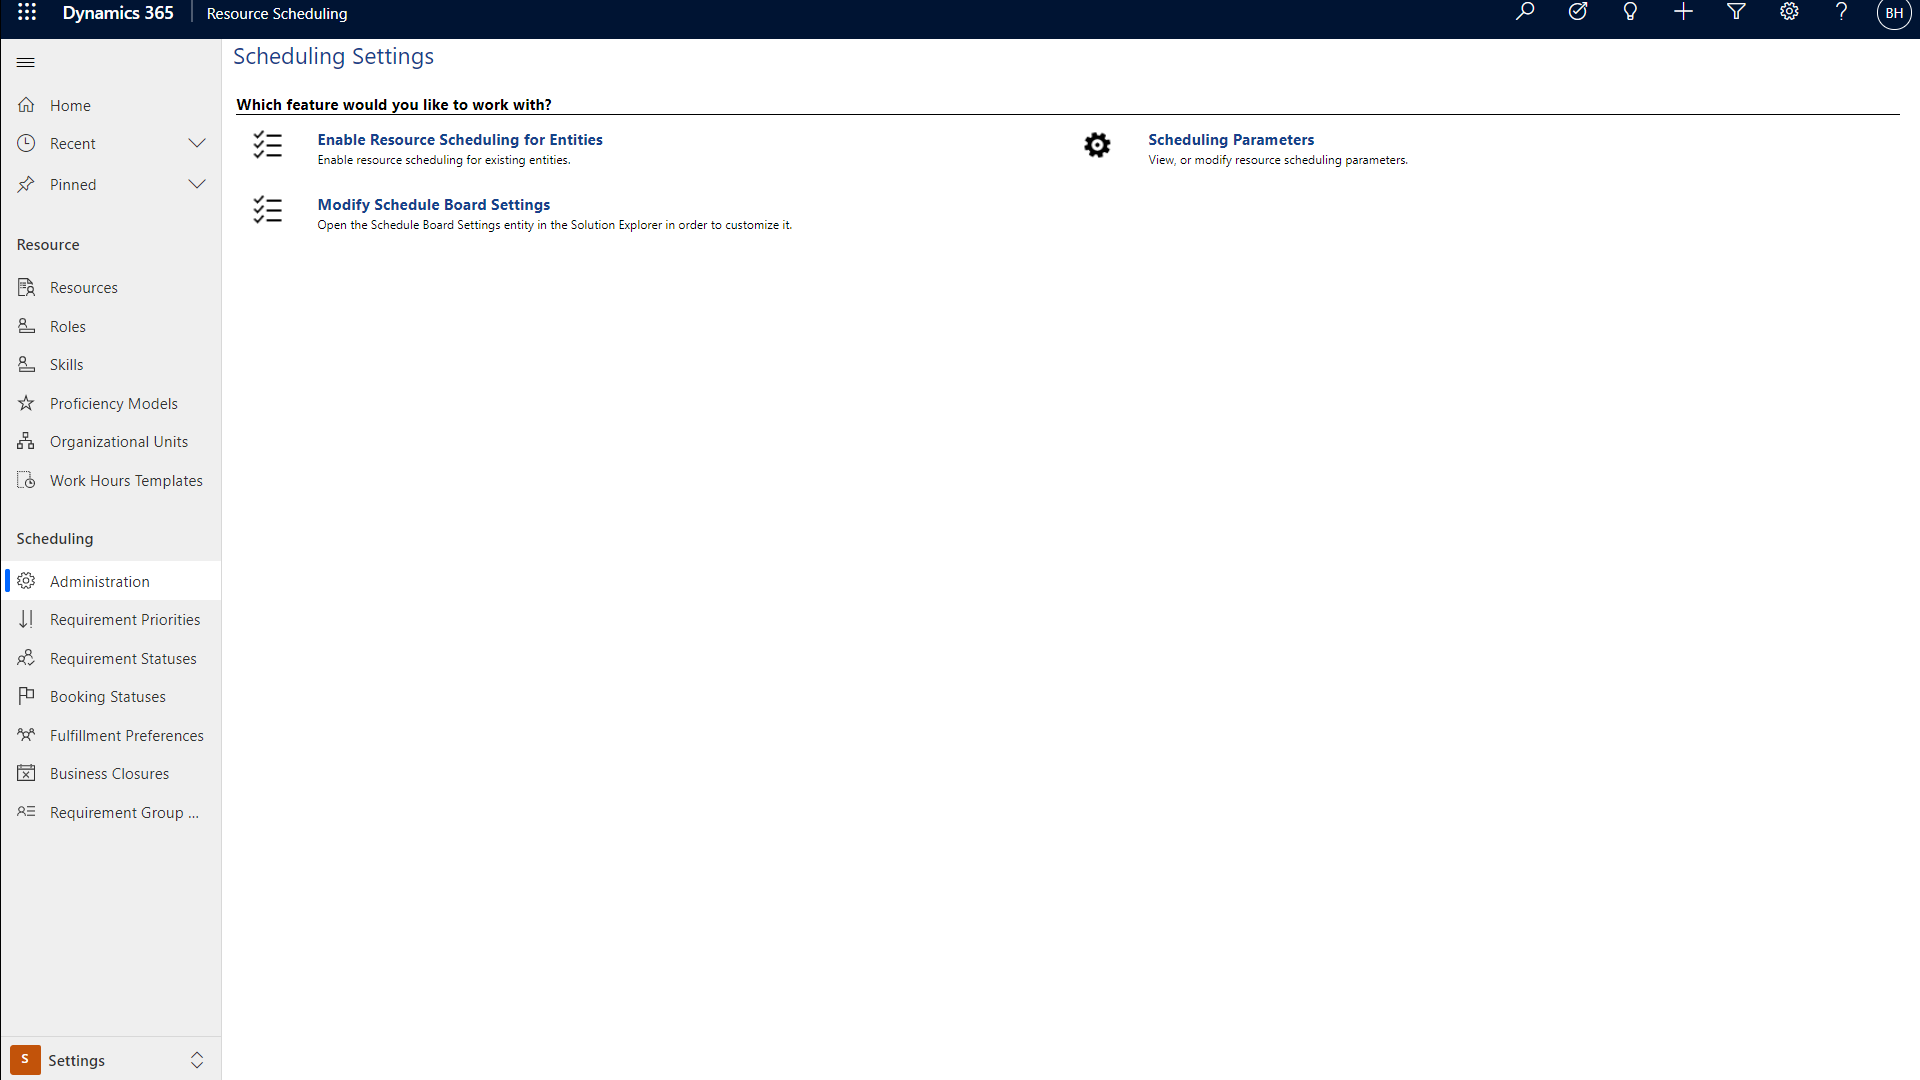 Dynamics 365
Resource Scheduling
BH
Scheduling Settings
Which feature would you like to work with?
Enable Resource Scheduling for Entities
Enable resource scheduling for existing entities.
Scheduling Parameters
View, or modify resource scheduling parameters.
Modify Schedule Board Settings
Open the Schedule Board Settings entity in the Solution Explorer in order to customize it.
Home
Recent
Pinned
Resource
Resources
Roles
Skills
Proficiency Models
Organizational Units
Work Hours Templates
Scheduling
Administration
Requirement Priorities
Requirement Statuses
Booking Statuses
Fulfillment Preferences
Business Closures
Requirement Group ...
S
Settings